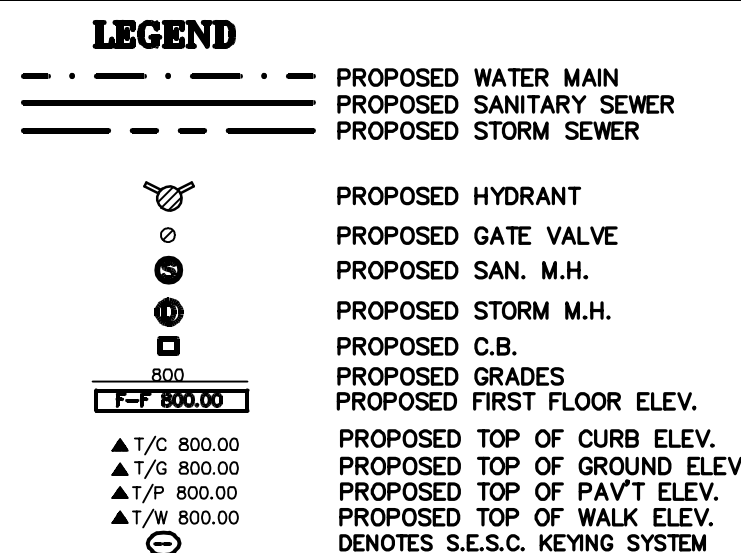 LEGEND
PROPOSED WATER MAIN
PROPOSED SANITARY SEWER
PROPOSED STORM SEWER
PROPOSED HYDRANT
PROPOSED GATE VALVE
S PROPOSED SAN. M.H.
D PROPOSED STORM M.H.
PROPOSED C.B.
800 PROPOSED GRADES
F-F 800.00 PROPOSED FIRST FLOOR ELEV.
▲T/C 800.00 PROPOSED TOP OF CURB ELEV.
▲T/G 800.00 PROPOSED TOP OF GROUND ELEV
▲T/P 800.00 PROPOSED TOP OF PAV'T ELEV.
▲T/W 800.00 PROPOSED TOP OF WALK ELEV.
-- DENOTES S.E.S.C. KEYING SYSTEM